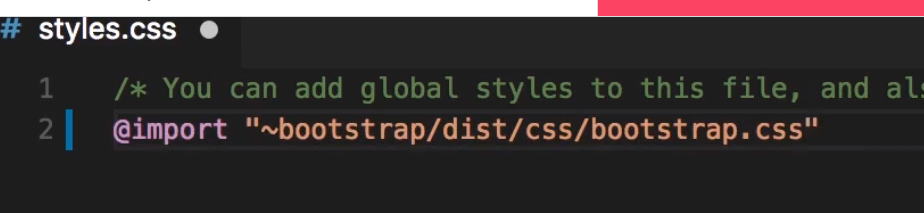 # styles.css
1 /* You can add global styles to this file, and als
2 @import "~bootstrap/dist/css/bootstrap.css"